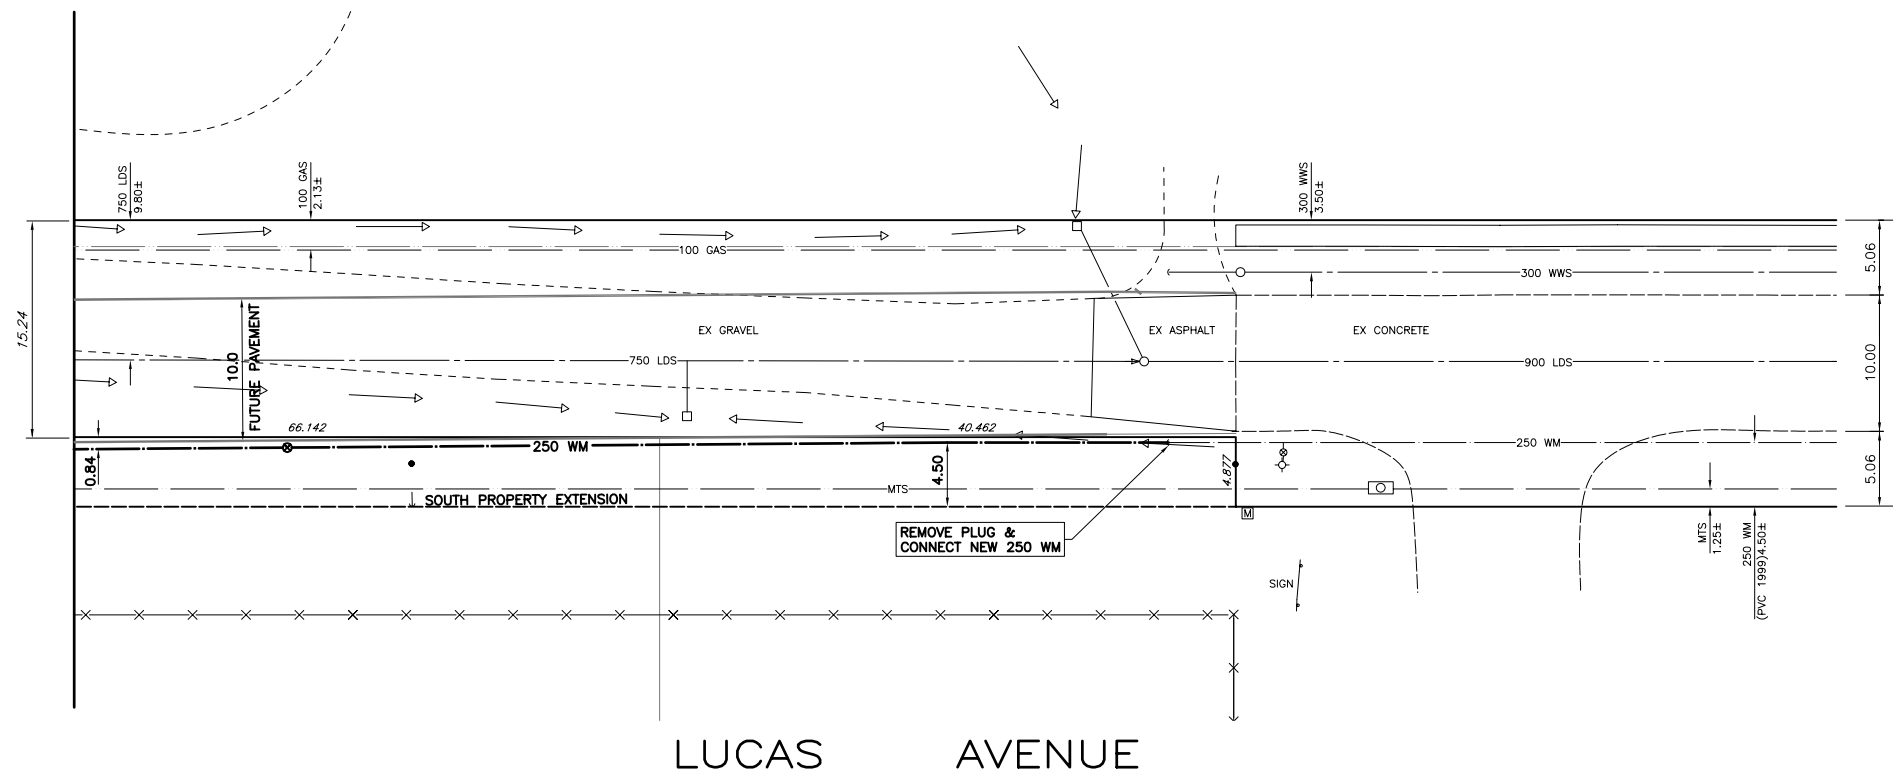 750 LDS
9.80±
100 GAS
2.13±
300 WWS
3.50±
100 GAS
300 WWS
5.06
15.24
10.0
FUTURE PAVEMENT
EX GRAVEL
EX ASPHALT
EX CONCRETE
750 LDS
900 LDS
10.00
66.142
40.462
250 WM
250 WM
0.84
4.50
4.877
5.06
MTS
SOUTH PROPERTY EXTENSION
M
REMOVE PLUG &
CONNECT NEW 250 WM
MTS
1.25±
250 WM
(PVC 1999)4.50±
SIGN
LUCAS AVENUE